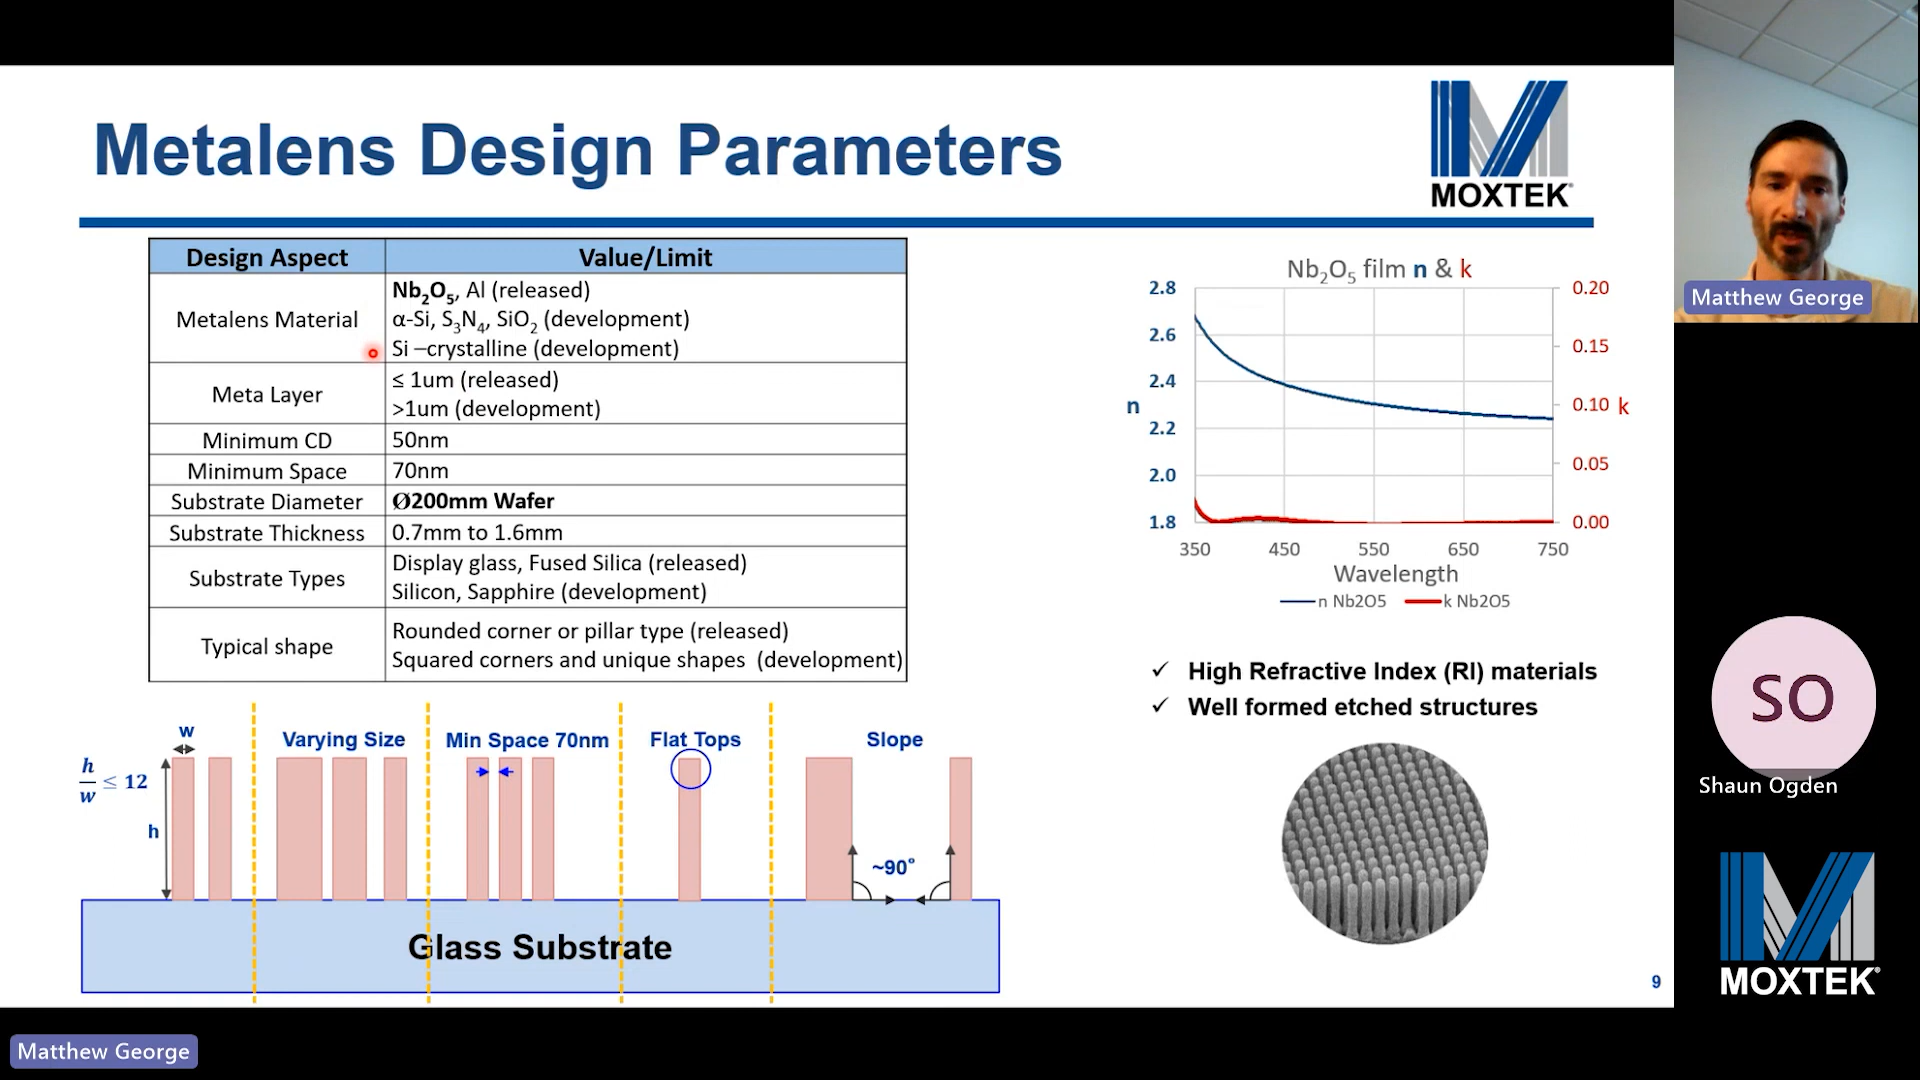 Metalens Design Parameters
MOXTEK®
Design Aspect Value/Limit
Metalens Material
Nb2O5, Al (released)
α-Si, S3N4, SiO2 (development)
Si –crystalline (development)
Meta Layer
≤ 1um (released)
>1um (development)
Minimum CD 50nm
Minimum Space 70nm
Substrate Diameter Ø200mm Wafer
Substrate Thickness 0.7mm to 1.6mm
Substrate Types
Display glass, Fused Silica (released)
Silicon, Sapphire (development)
Typical shape
Rounded corner or pillar type (released)
Squared corners and unique shapes (development)
w
h/w ≤ 12
h
Varying Size
Min Space 70nm
Flat Tops
Slope
~90°
Glass Substrate
Nb2O5 film n & k
2.8
2.6
2.4
2.2
2.0
1.8
n
0.20
0.15
0.10
0.05
0.00
k
350 450 550 650 750
Wavelength
n Nb2O5 k Nb2O5
✓ High Refractive Index (RI) materials
✓ Well formed etched structures
9
Matthew George
SO
Shaun Ogden
MOXTEK®
Matthew George